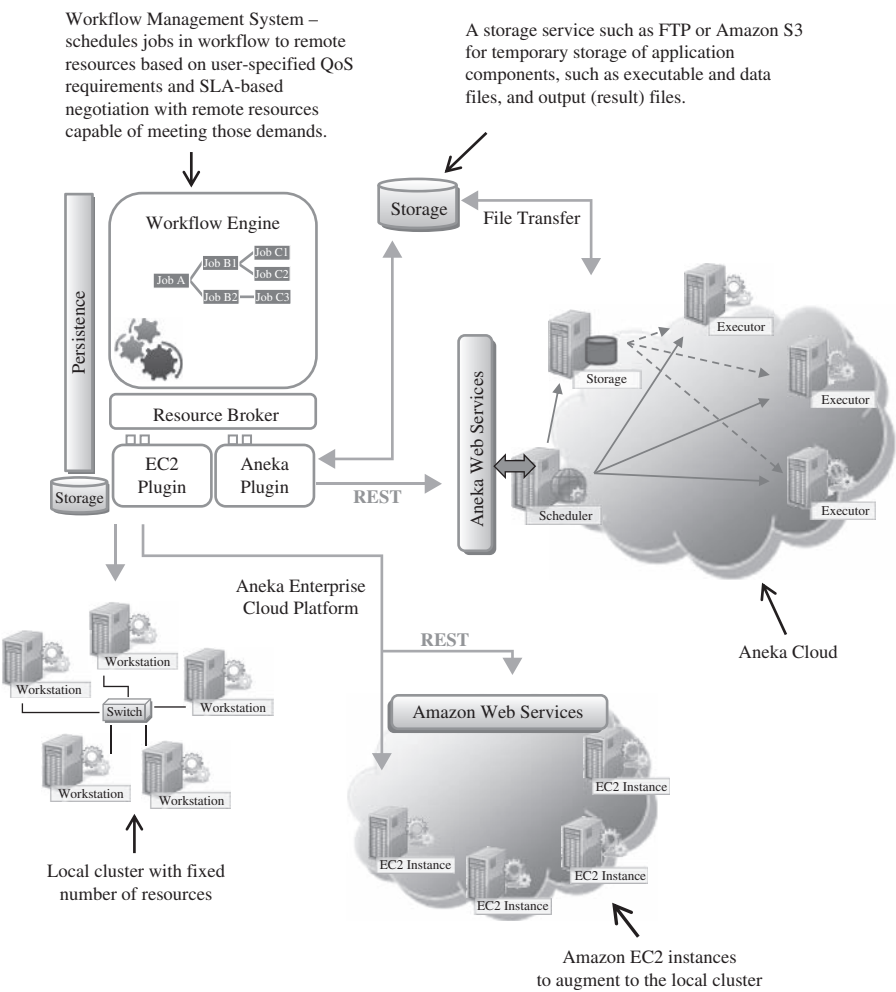 Workflow Management System –
schedules jobs in workflow to remote
resources based on user-specified QoS
requirements and SLA-based
negotiation with remote resources
capable of meeting those demands.
A storage service such as FTP or Amazon S3
for temporary storage of application
components, such as executable and data
files, and output (result) files.
Persistence
Workflow Engine
Job A
Job B1
Job B2
Job C1
Job C2
Job C3
Storage
File Transfer
Resource Broker
EC2
Plugin
Aneka
Plugin
Storage
REST
Aneka Web Services
Storage
Scheduler
Executor
Executor
Executor
Aneka Cloud
Aneka Enterprise
Cloud Platform
REST
Workstation
Workstation
Workstation
Switch
Workstation
Workstation
Local cluster with fixed
number of resources
Amazon Web Services
EC2 Instance
EC2 Instance
EC2 Instance
EC2 Instance
Amazon EC2 instances
to augment to the local cluster